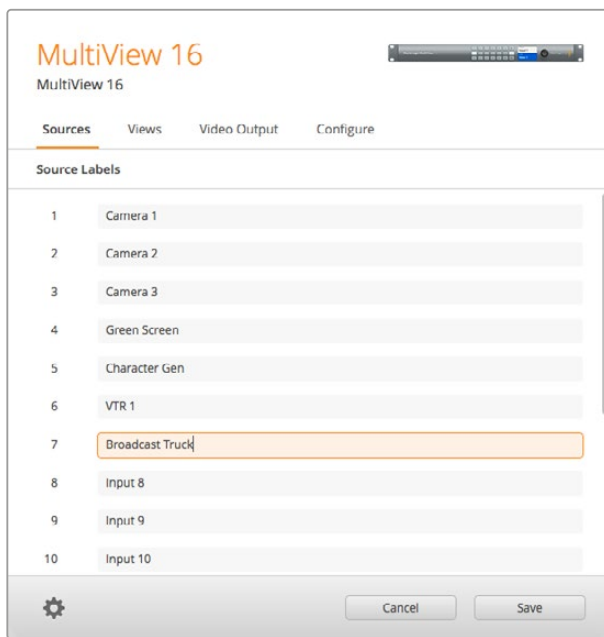 MultiView 16
MultiView 16
Sources Views Video Output Configure
Source Labels
1 Camera 1
2 Camera 2
3 Camera 3
4 Green Screen
5 Character Gen
6 VTR 1
7 Broadcast Truck
8 Input 8
9 Input 9
10 Input 10
Cancel Save